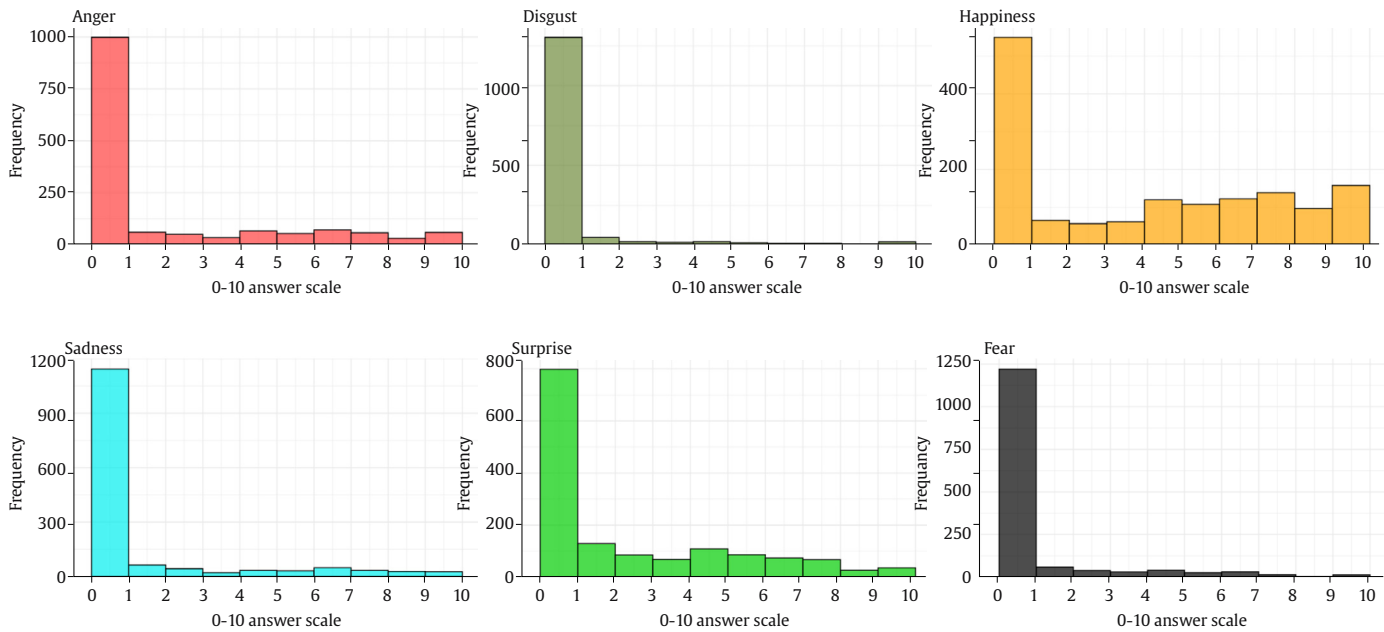 Anger
Frequency
1000
750
500
250
0
0 1 2 3 4 5 6 7 8 9 10
0-10 answer scale
Disgust
Frequency
1000
500
0
0 1 2 3 4 5 6 7 8 9 10
0-10 answer scale
Happiness
Frequency
400
200
0
0 1 2 3 4 5 6 7 8 9 10
0-10 answer scale
Sadness
Frequency
1200
900
600
300
0
0 1 2 3 4 5 6 7 8 9 10
0-10 answer scale
Surprise
Frequency
800
600
400
200
0
0 1 2 3 4 5 6 7 8 9 10
0-10 answer scale
Fear
Frequancy
1250
1000
750
500
250
0
0 1 2 3 4 5 6 7 8 9 10
0-10 answer scale